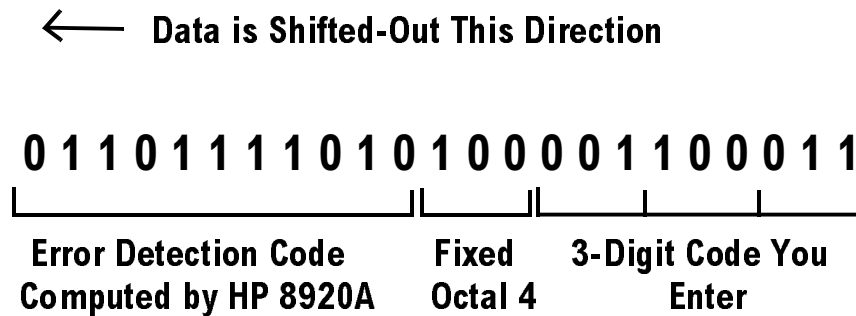 Data is Shifted-Out This Direction
0 1 1 0 1 1 1 1 0 1 0 1 0 0 0 0 1 1 0 0 0 1 1
Error Detection Code
Computed by HP 8920A
Fixed
Octal 4
3-Digit Code You
Enter